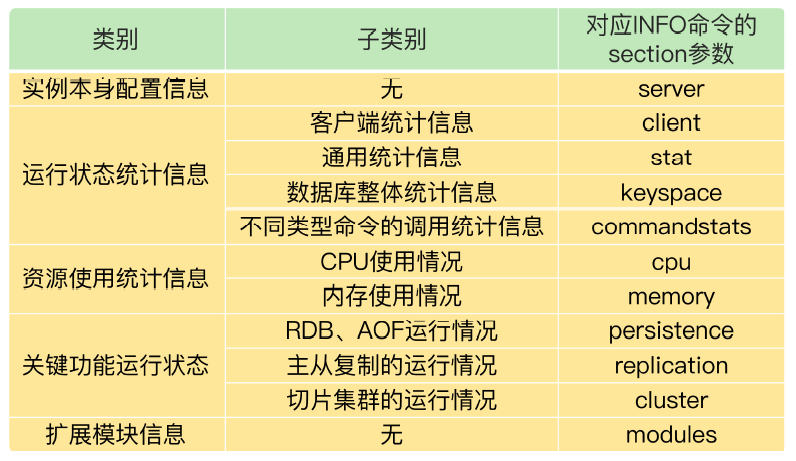 类别 子类别 对应INFO命令的
section参数
实例本身配置信息 无 server
运行状态统计信息 客户端统计信息 client
通用统计信息 stat
数据库整体统计信息 keyspace
不同类型命令的调用统计信息 commandstats
资源使用统计信息 CPU使用情况 cpu
内存使用情况 memory
关键功能运行状态 RDB、AOF运行情况 persistence
主从复制的运行情况 replication
切片集群的运行情况 cluster
扩展模块信息 无 modules